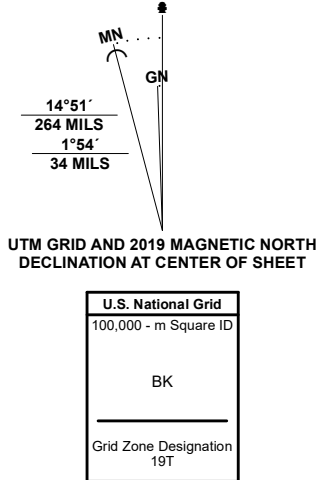 MN
GN
14°51´
264 MILS
1°54´
34 MILS
UTM GRID AND 2019 MAGNETIC NORTH
DECLINATION AT CENTER OF SHEET
U.S. National Grid
100,000 - m Square ID
BK
Grid Zone Designation
19T